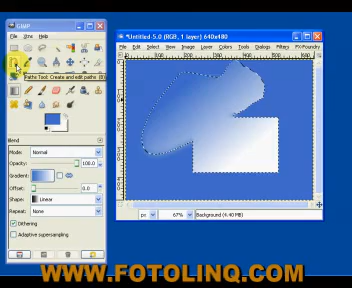 GIMP
File Xtns Help
Paths Tool: Create and edit paths (B)
Blend
Mode: Normal
Opacity: 100.0
Gradient:
Offset: 0.0
Shape: Linear
Repeat: None
Dithering
Adaptive supersampling
*Untitled-5.0 (RGB, 1 layer) 640x480
File Edit Select View Image Layer Colors Tools Dialogs Filters FX-Foundry
px 67% Background (4.40 MB)
WWW.FOTOLINQ.COM